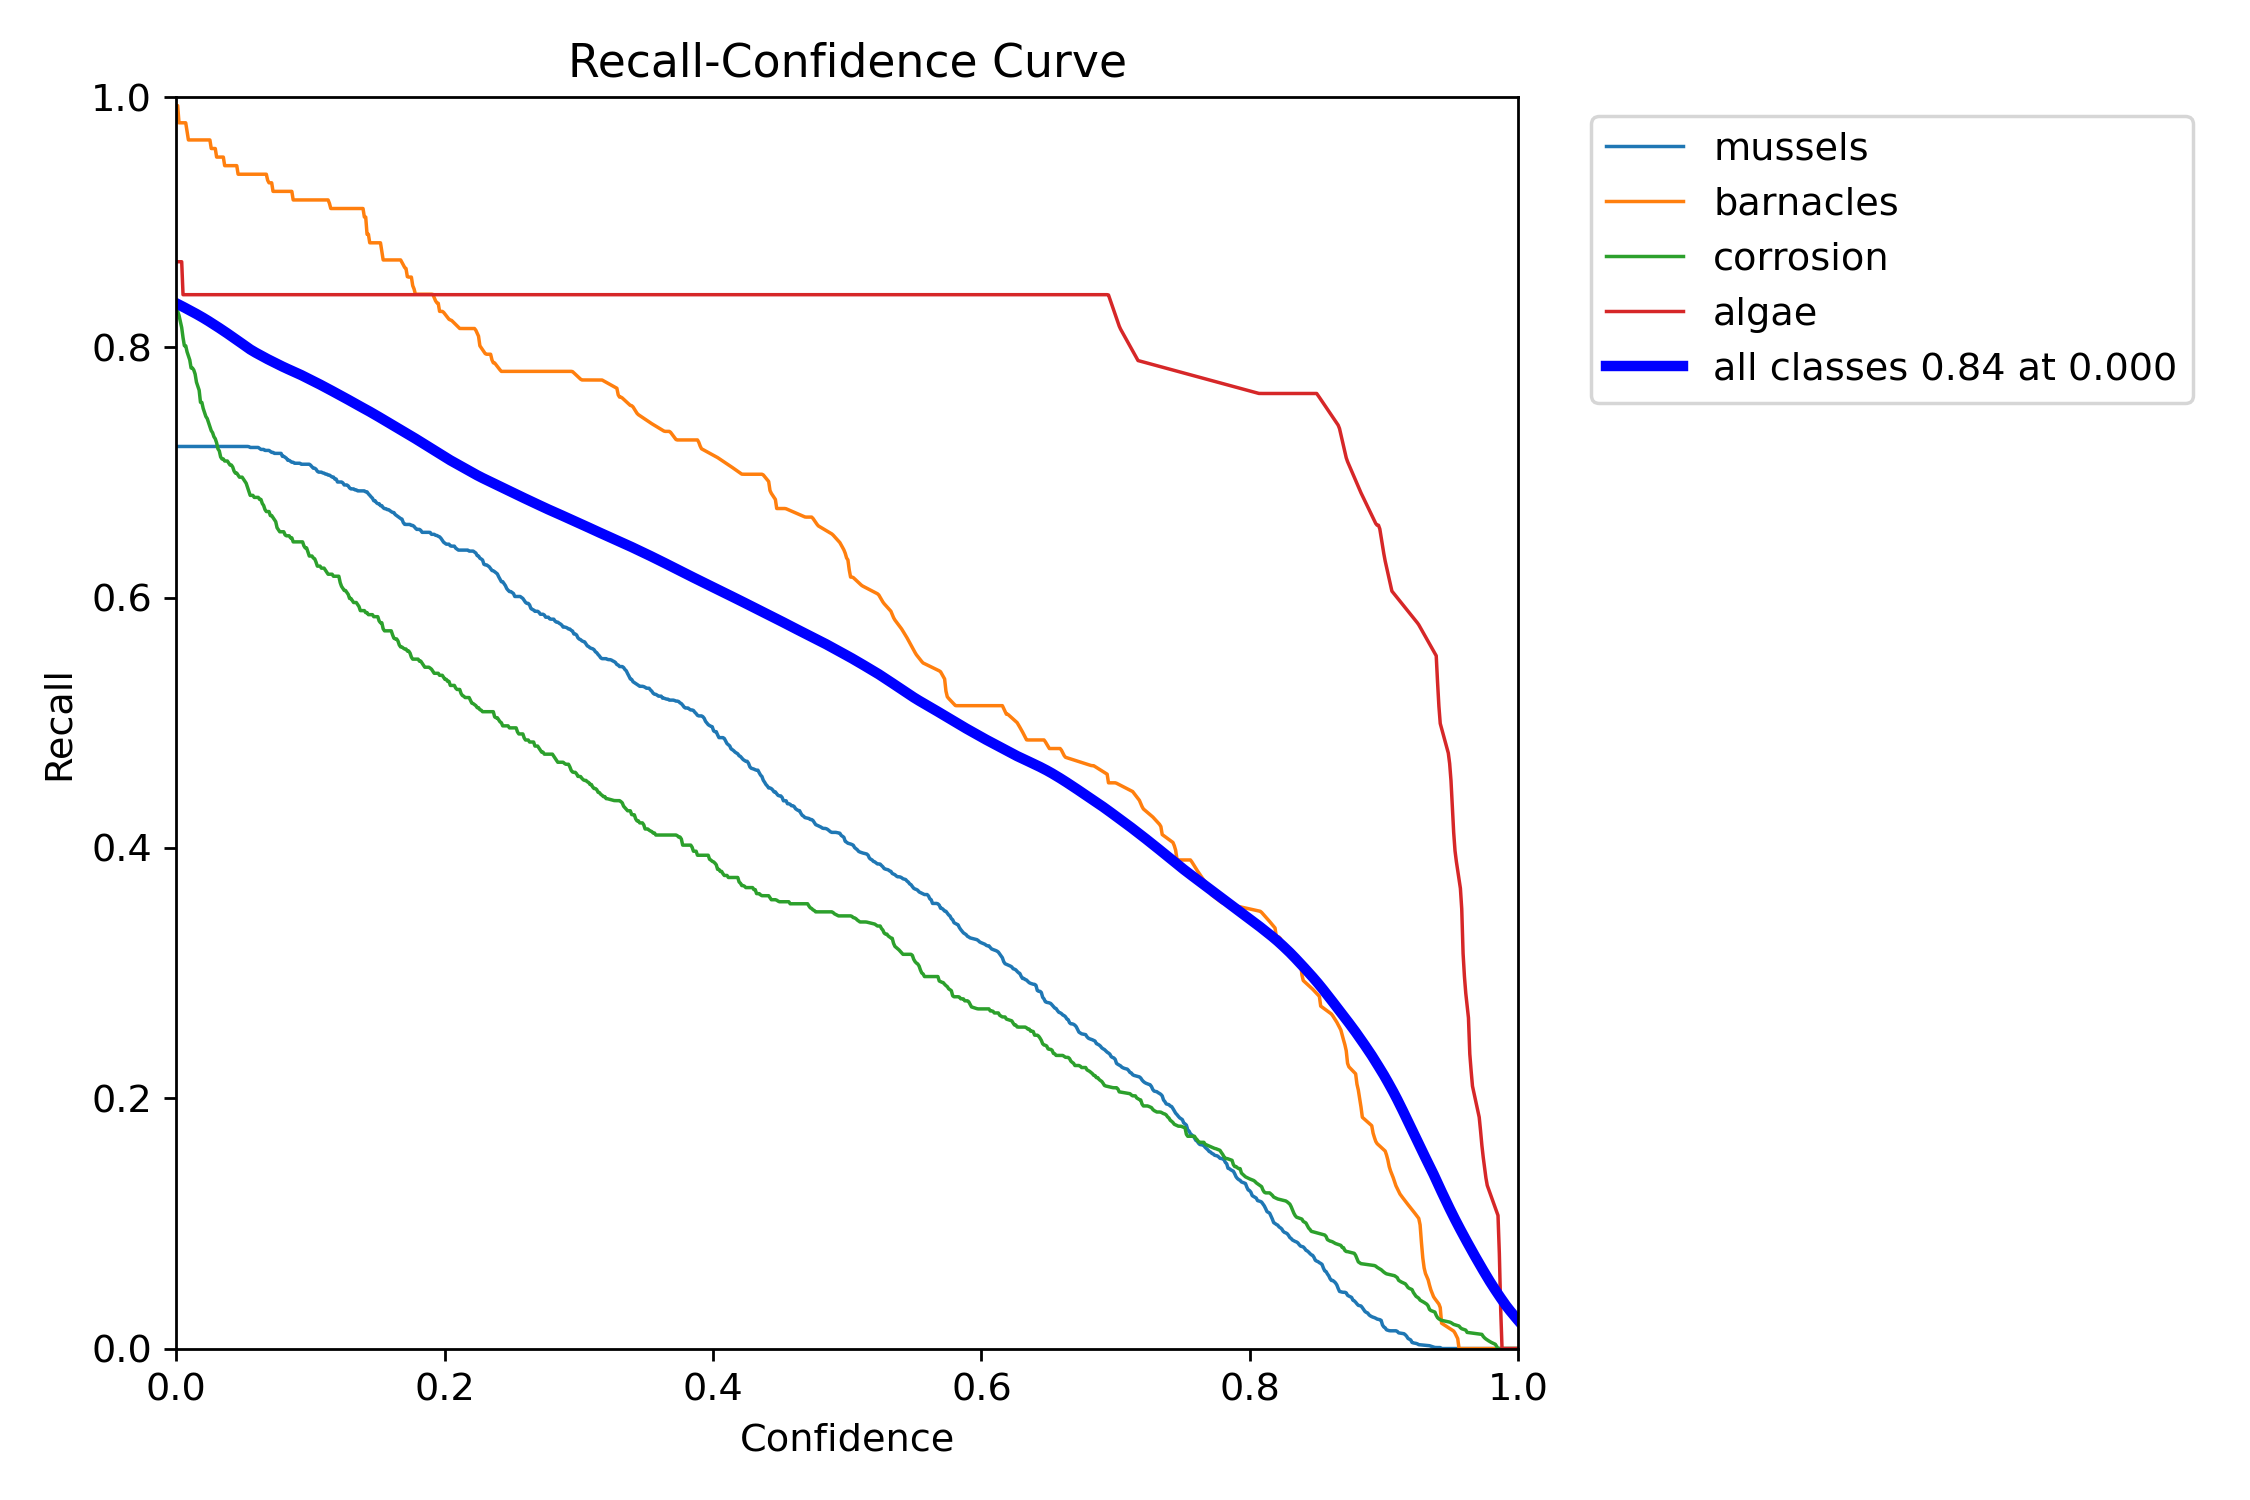 Recall-Confidence Curve
1.0
0.8
0.6
0.4
0.2
0.0
Recall
0.0 0.2 0.4 0.6 0.8 1.0
Confidence
mussels
barnacles
corrosion
algae
all classes 0.84 at 0.000